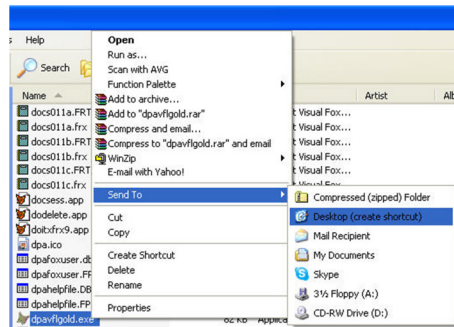 s Help
Search
Name Artist Alb
docs011a.FRT
docs011a.frx t Visual Fox...
docs011b.FRT
docs011b.frx t Visual Fox...
docs011c.FRT
docs011c.frx t Visual Fox...
docsess.app
dodelete.app
doitxfrx9.app
dpa.ico
dpafoxuser.db
dpafoxuser.FP
dpahelpfile.DB
dpahelpfile.FP
dpavflgold.exe 82 KB Applica
Open
Run as...
Scan with AVG
Function Palette
Add to archive...
Add to "dpavflgold.rar"
Compress and email...
Compress to "dpavflgold.rar" and email
WinZip
E-mail with Yahoo!
Send To
Cut
Copy
Create Shortcut
Delete
Rename
Properties
Compressed (zipped) Folder
Desktop (create shortcut)
Mail Recipient
My Documents
Skype
3½ Floppy (A:)
CD-RW Drive (D:)